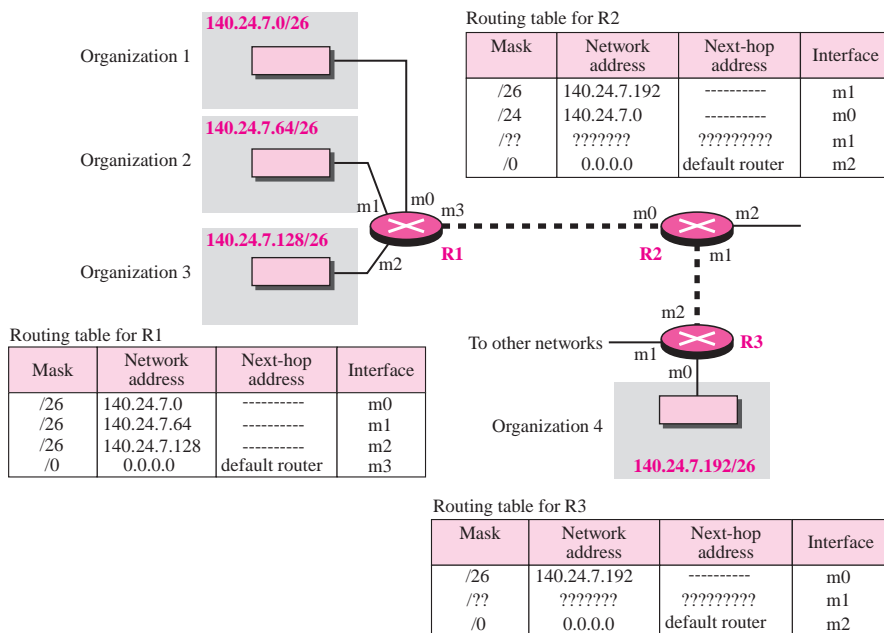 140.24.7.0/26
Organization 1
140.24.7.64/26
Organization 2
140.24.7.128/26
Organization 3
m0
m1
m2
m3
R1
m0
m2
R2
m1
m2
To other networks
m1
R3
m0
Organization 4
140.24.7.192/26
Routing table for R2
Mask Network address Next-hop address Interface
/26 140.24.7.192 ---------- m1
/24 140.24.7.0 ---------- m0
/?? ??????? ????????? m1
/0 0.0.0.0 default router m2
Routing table for R1
Mask Network address Next-hop address Interface
/26 140.24.7.0 ---------- m0
/26 140.24.7.64 ---------- m1
/26 140.24.7.128 ---------- m2
/0 0.0.0.0 default router m3
Routing table for R3
Mask Network address Next-hop address Interface
/26 140.24.7.192 ---------- m0
/?? ??????? ????????? m1
/0 0.0.0.0 default router m2